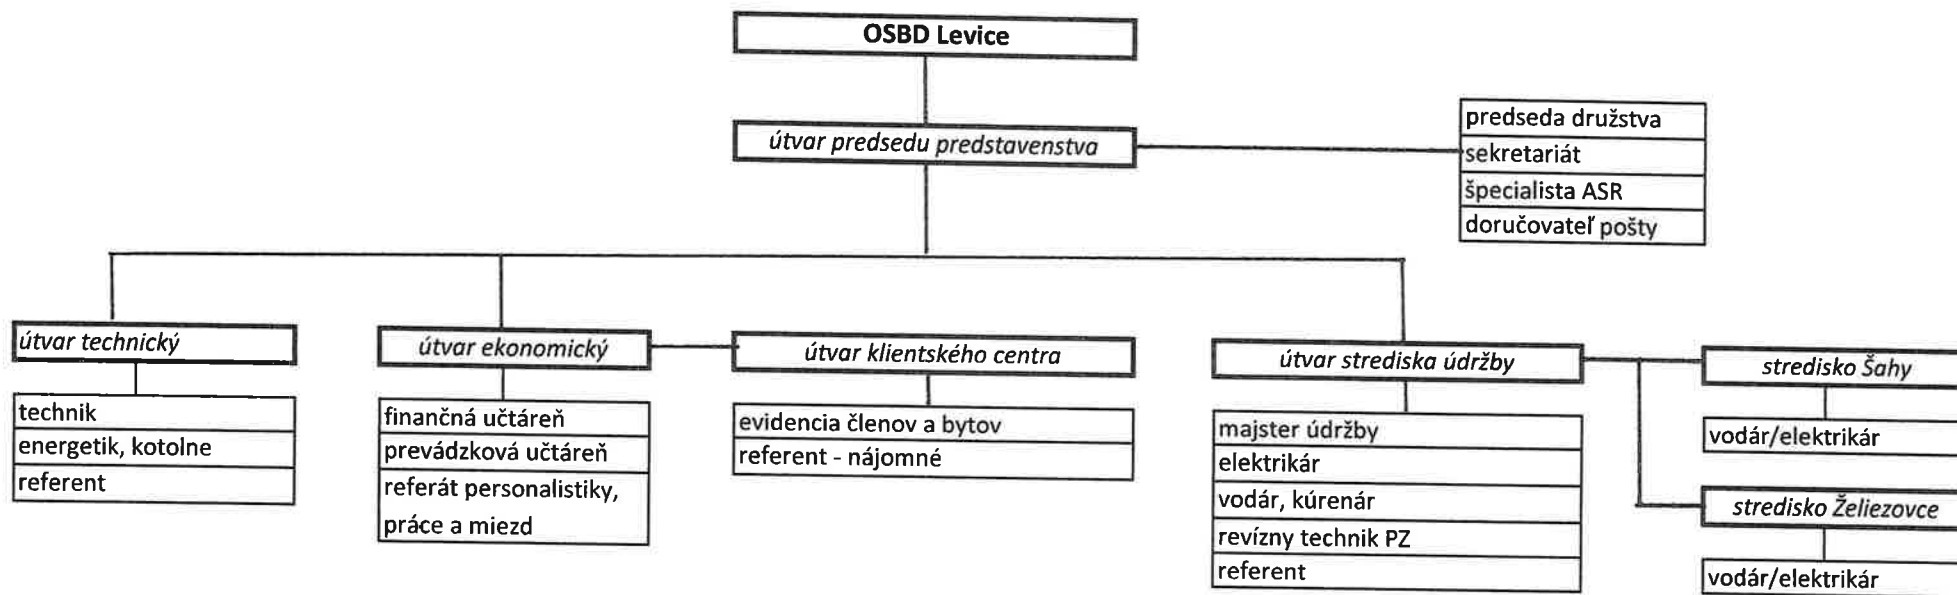 OSBD Levice
útvar predsedu predstavenstva
predseda družstva
sekretariát
špecialista ASR
doručovateľ pošty
útvar technický
technik
energetik, kotolne
referent
útvar ekonomický
finančná učtáreň
prevádzková učtáreň
referát personalistiky,
práce a miezd
útvar klientského centra
evidencia členov a bytov
referent - nájomné
útvar strediska údržby
majster údržby
elektrikár
vodár, kúrenár
revízny technik PZ
referent
stredisko Šahy
vodár/elektrikár
stredisko Želiezovce
vodár/elektrikár